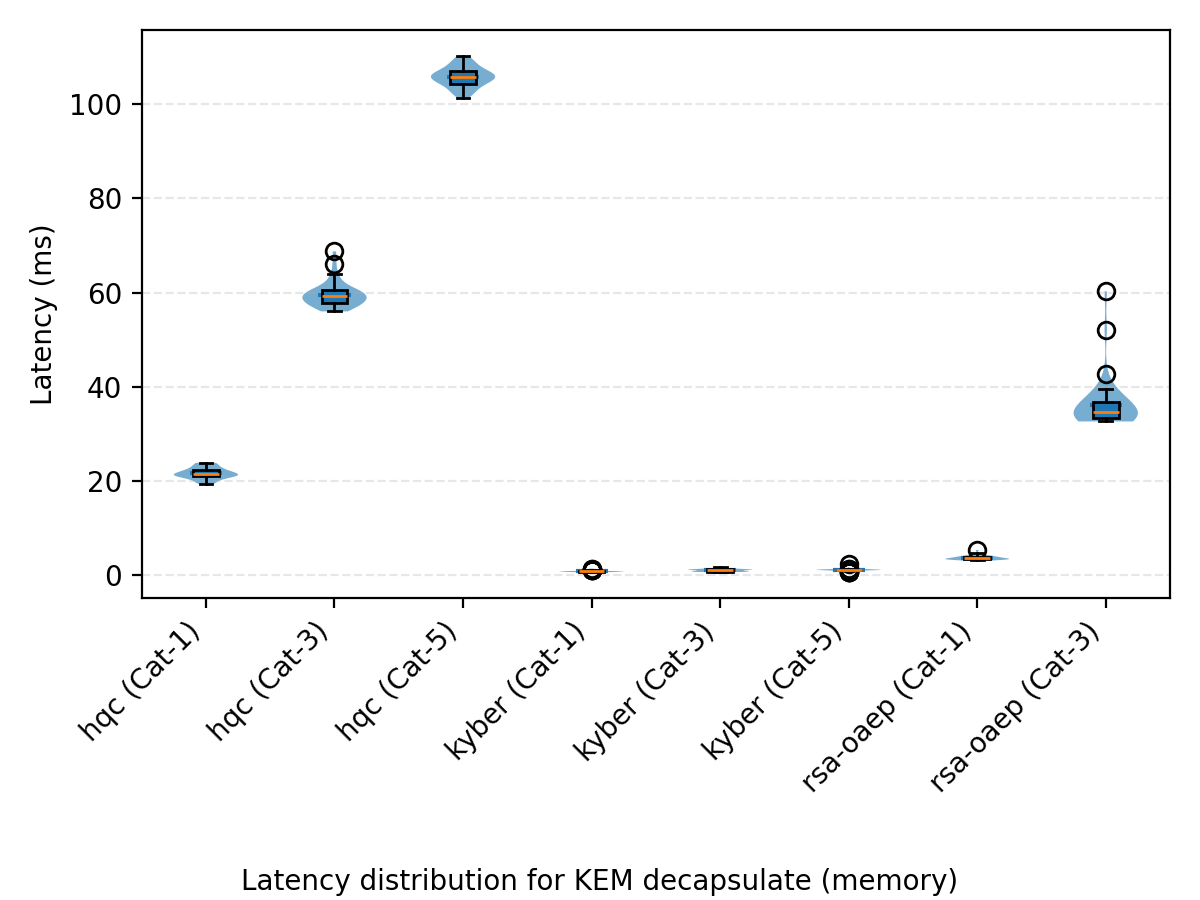 Latency (ms)
100
80
60
40
20
0
hqc (Cat-1)
hqc (Cat-3)
hqc (Cat-5)
kyber (Cat-1)
kyber (Cat-3)
kyber (Cat-5)
rsa-oaep (Cat-1)
rsa-oaep (Cat-3)
Latency distribution for KEM decapsulate (memory)